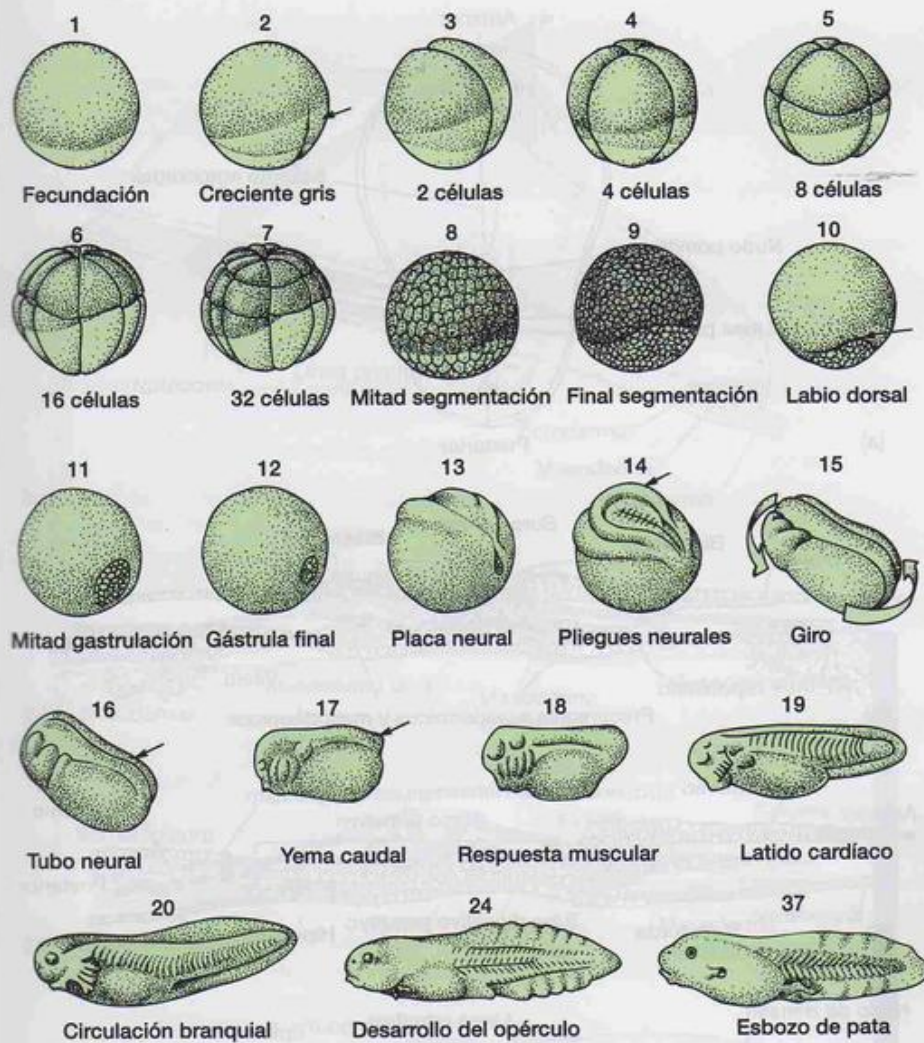 1 2 3 4 5
Fecundación Creciente gris 2 células 4 células 8 células
6 7 8 9 10
16 células 32 células Mitad segmentación Final segmentación Labio dorsal
11 12 13 14 15
Mitad gastrulación Gástrula final Placa neural Pliegues neurales Giro
16 17 18 19
Tubo neural Yema caudal Respuesta muscular Latido cardíaco
20 24 37
Circulación branquial Desarrollo del opérculo Esbozo de pata